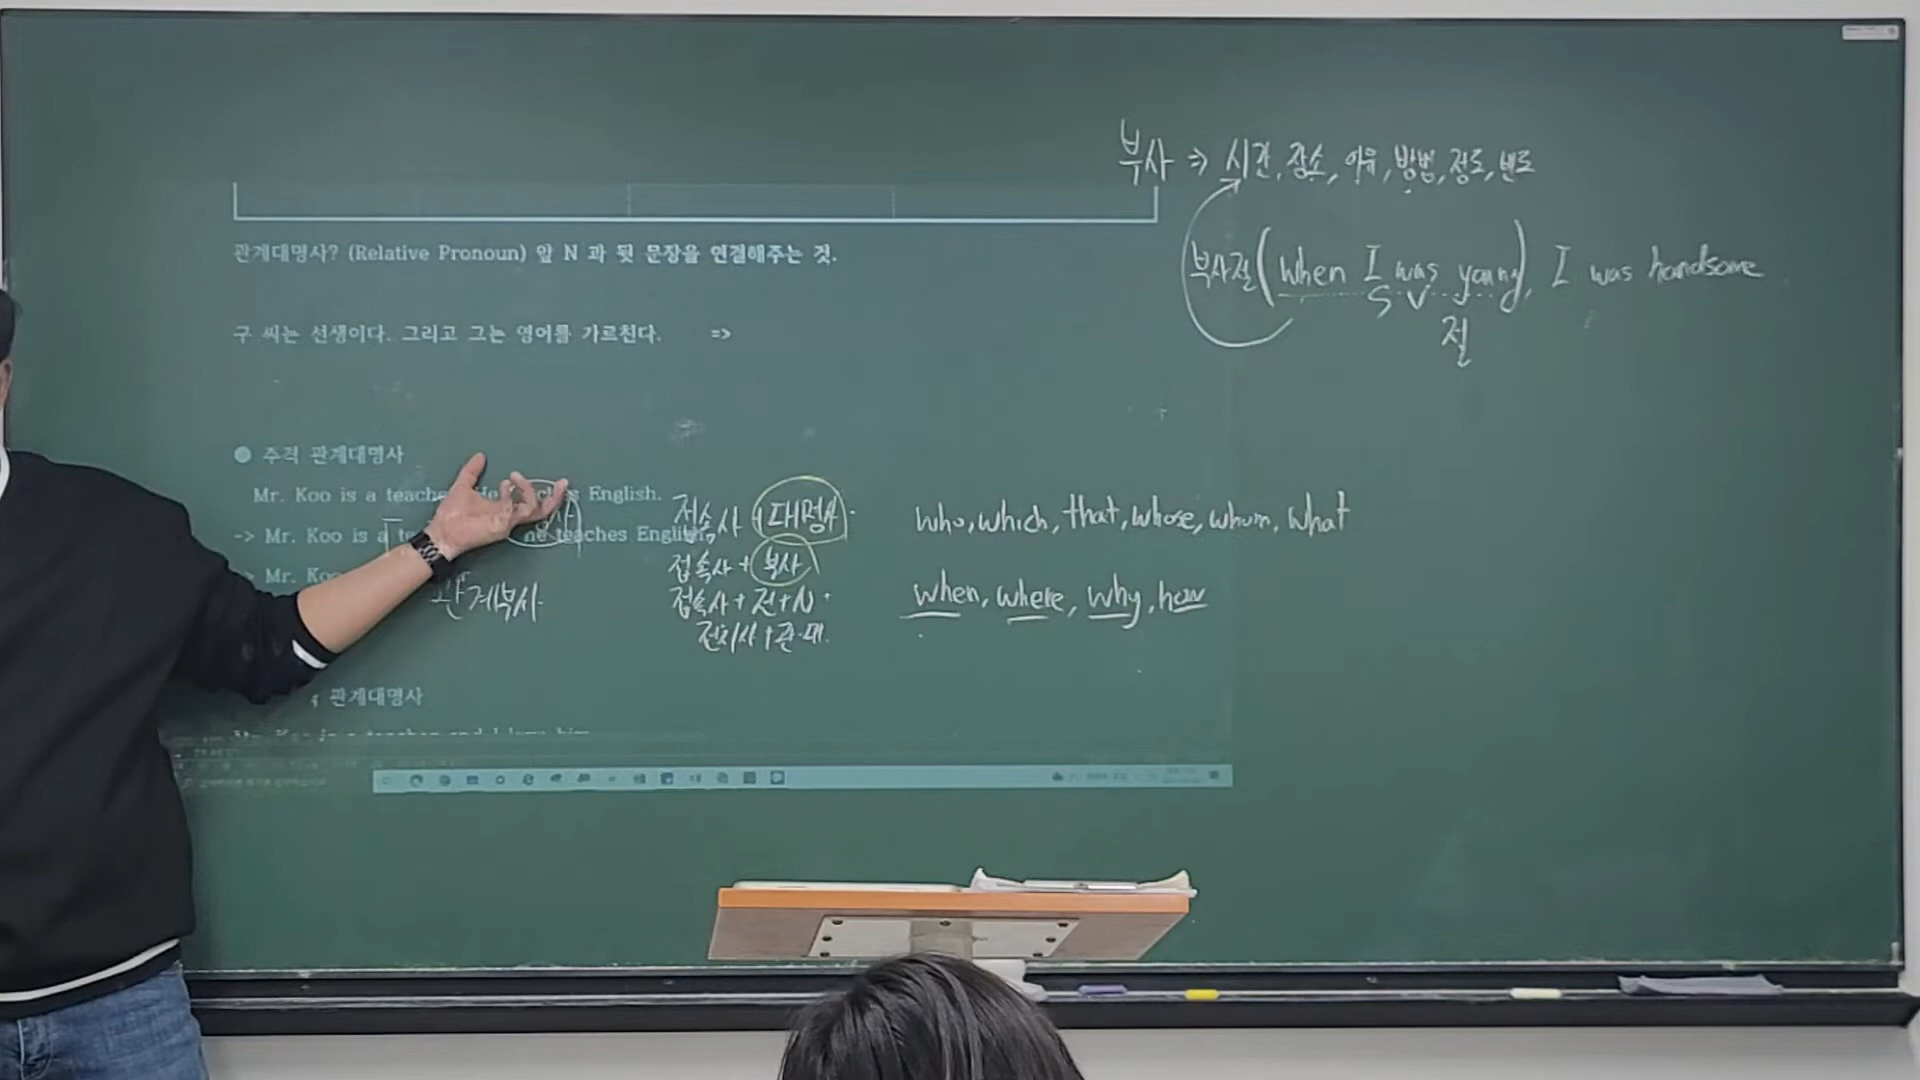 부사 => 시간, 장소, 이유, 방법, 정도, 빈도
관계대명사? (Relative Pronoun) 앞 N 과 뒷 문장을 연결해주는 것.
부사절 (when I was young), I was handsome
S V
절
구 씨는 선생이다. 그리고 그는 영어를 가르친다. =>
● 주격 관계대명사
Mr. Koo is a English.
접속사 + 대명사 who, which, that, whose, whom, what
-> Mr. Koo is a he teaches English.
접속사 + 부사
Mr. Koo
관계부사 접속사 + 전 + N when, where, why, how
전치사 + 관·대.
관계대명사